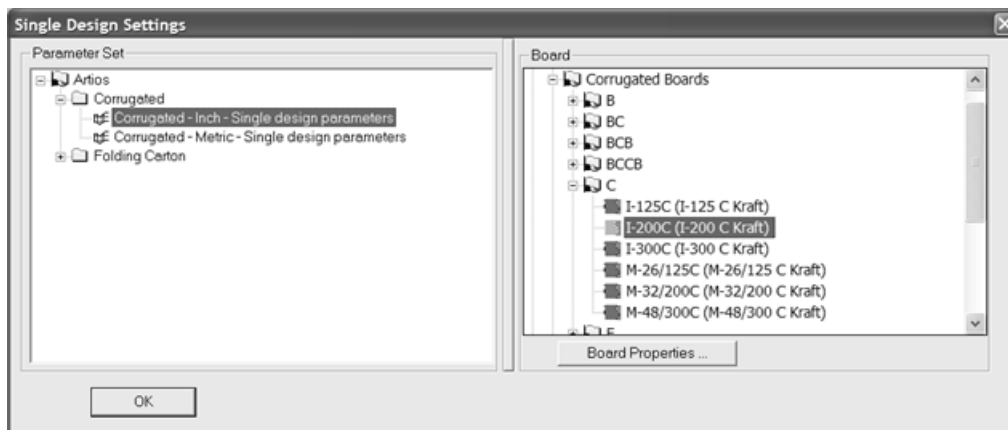 Single Design Settings
Parameter Set
Artios
Corrugated
Corrugated - Inch - Single design parameters
Corrugated - Metric - Single design parameters
Folding Carton
Board
Corrugated Boards
B
BC
BCB
BCCB
C
I-125C (I-125 C Kraft)
I-200C (I-200 C Kraft)
I-300C (I-300 C Kraft)
M-26/125C (M-26/125 C Kraft)
M-32/200C (M-32/200 C Kraft)
M-48/300C (M-48/300 C Kraft)
Board Properties ...
OK